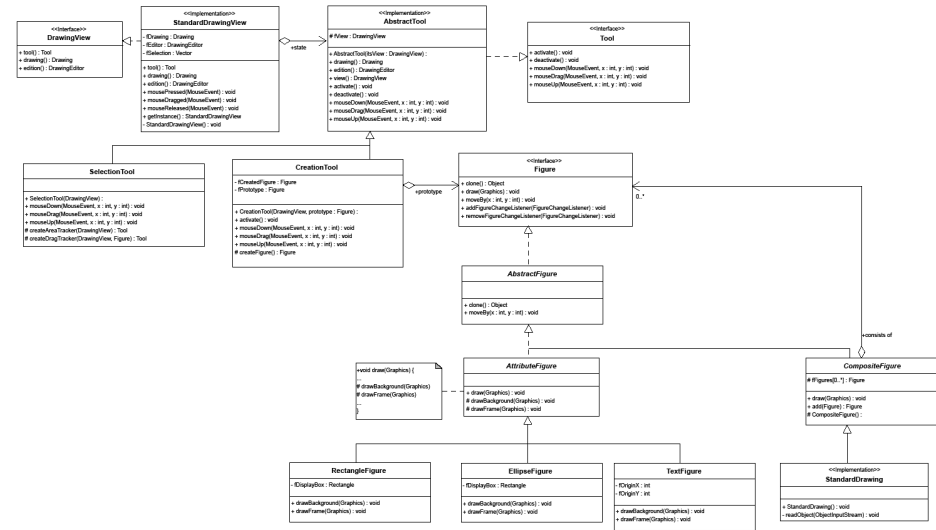 <<Interface>>
DrawingView
+ tool() : Tool
+ drawing() : Drawing
+ edition() : DrawingEditor
<<Implementation>>
StandardDrawingView
- fDrawing : Drawing
- fEditor : DrawingEditor
- fSelection : Vector
+ tool() : Tool
+ drawing() : Drawing
+ edition() : DrawingEditor
+ mousePressed(MouseEvent) : void
+ mouseDragged(MouseEvent) : void
+ mouseReleased(MouseEvent) : void
+ getInstance() : StandardDrawingView
- StandardDrawingView() : void
+state
<<Implementation>>
AbstractTool
# fView : DrawingView
+ AbstractTool(itsView : DrawingView) :
+ drawing() : Drawing
+ edition() : DrawingEditor
+ view() : DrawingView
+ activate() : void
+ deactivate() : void
+ mouseDown(MouseEvent, x : int, y : int) : void
+ mouseDrag(MouseEvent, x : int, y : int) : void
+ mouseUp(MouseEvent, x : int, y : int) : void
<<Interface>>
Tool
+ activate() : void
+ deactivate() : void
+ mouseDown(MouseEvent, x : int, y : int) : void
+ mouseDrag(MouseEvent, x : int, y : int) : void
+ mouseUp(MouseEvent, x : int, y : int) : void
SelectionTool
+ SelectionTool(DrawingView) :
+ mouseDown(MouseEvent, x : int, y : int) : void
+ mouseDrag(MouseEvent, x : int, y : int) : void
+ mouseUp(MouseEvent, x : int, y : int) : void
# createAreaTracker(DrawingView) : Tool
# createDragTracker(DrawingView, Figure) : Tool
CreationTool
- fCreatedFigure : Figure
- fPrototype : Figure
+ CreationTool(DrawingView, prototype : Figure) :
+ activate() : void
+ mouseDown(MouseEvent, x : int, y : int) : void
+ mouseDrag(MouseEvent, x : int, y : int) : void
+ mouseUp(MouseEvent, x : int, y : int) : void
# createFigure() : Figure
+prototype
<<Interface>>
Figure
+ clone() : Object
+ draw(Graphics) : void
+ moveBy(x : int, y : int) : void
+ addFigureChangeListener(FigureChangeListener) : void
+ removeFigureChangeListener(FigureChangeListener) : void
0..*
AbstractFigure
+ clone() : Object
+ moveBy(x : int, y : int) : void
+consists of
+void draw(Graphics) {
...
# drawBackground(Graphics)
# drawFrame(Graphics)
...
}
AttributeFigure
+ draw(Graphics) : void
# drawBackground(Graphics) : void
# drawFrame(Graphics) : void
CompositeFigure
# fFigures[0..*] : Figure
+ draw(Graphics) : void
+ add(Figure) : Figure
# CompositeFigure() :
RectangleFigure
- fDisplayBox : Rectangle
+ drawBackground(Graphics) : void
+ drawFrame(Graphics) : void
EllipseFigure
- fDisplayBox : Rectangle
+ drawBackground(Graphics) : void
+ drawFrame(Graphics) : void
TextFigure
- fOriginX : int
- fOriginY : int
+ drawBackground(Graphics) : void
+ drawFrame(Graphics) : void
<<Implementation>>
StandardDrawing
+ StandardDrawing() : void
- readObject(ObjectInputStream) : void